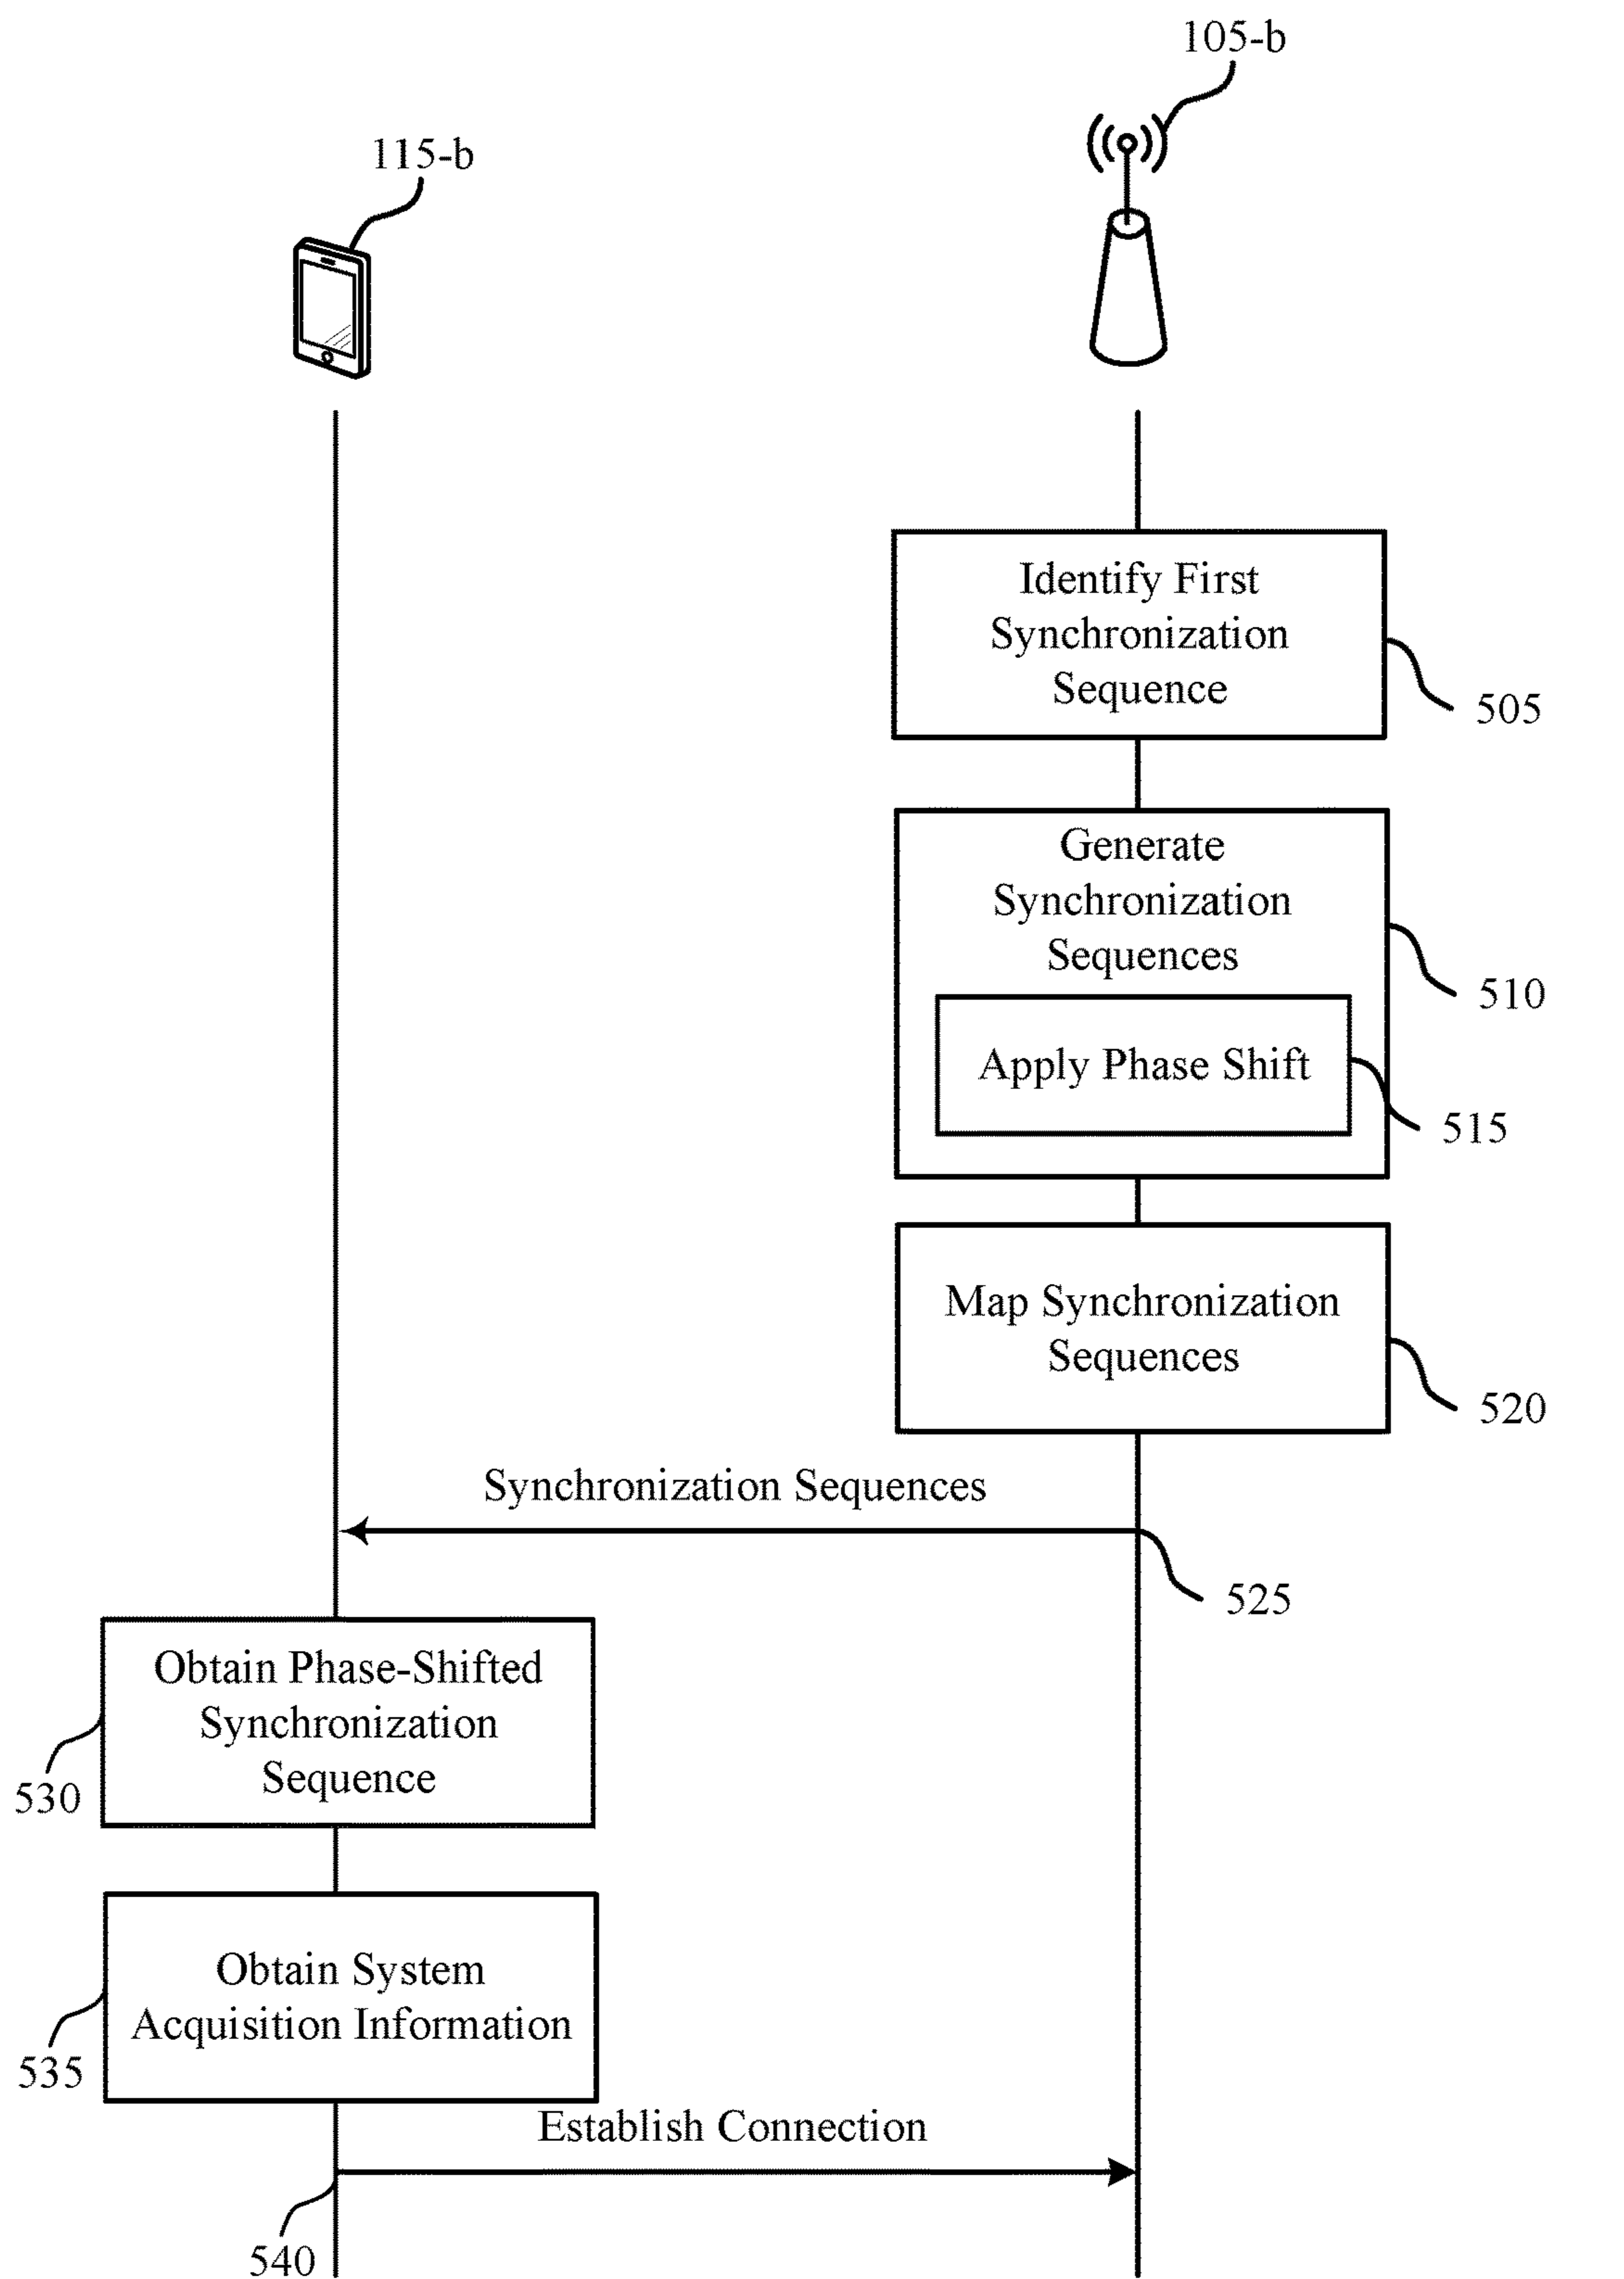 105-b
115-b
Identify First
Synchronization
Sequence
505
Generate
Synchronization
Sequences
510
Apply Phase Shift
515
Map Synchronization
Sequences
520
Synchronization Sequences
525
Obtain Phase-Shifted
Synchronization
Sequence
530
Obtain System
Acquisition Information
535
Establish Connection
540